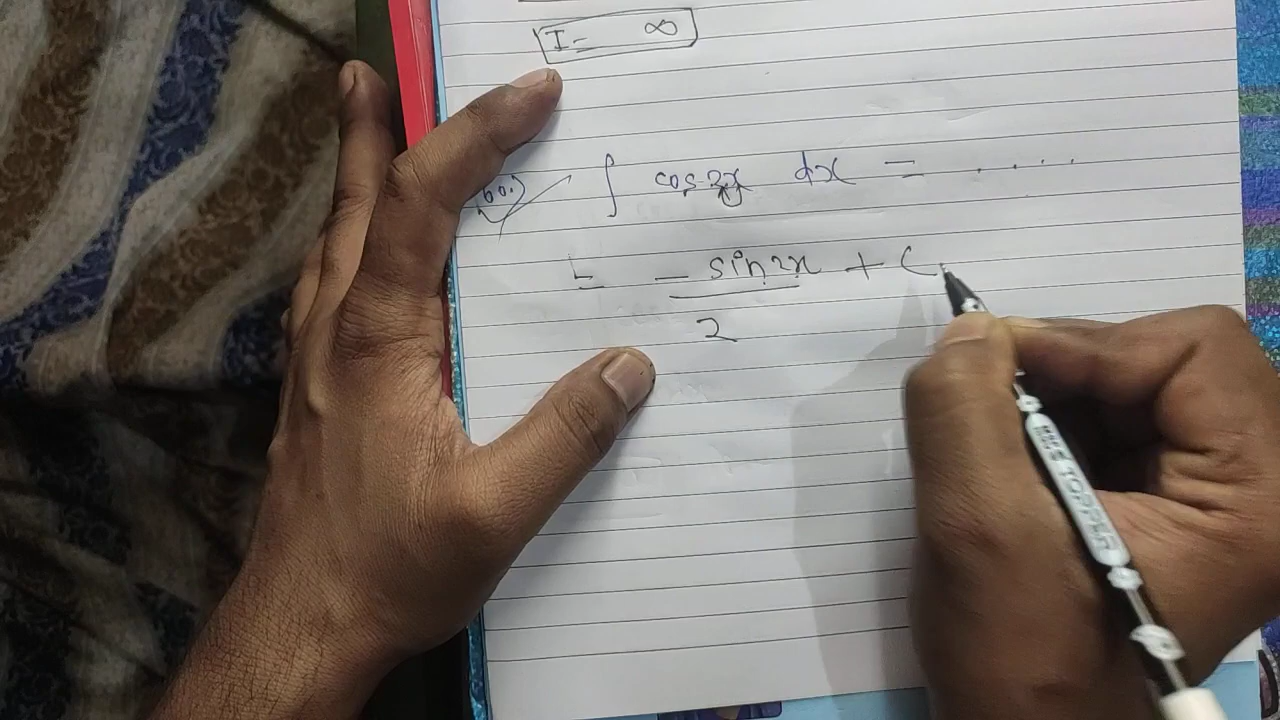 I = ∞
60.) ∫ cos 2x dx = .....
= - sin 2x / 2 + C